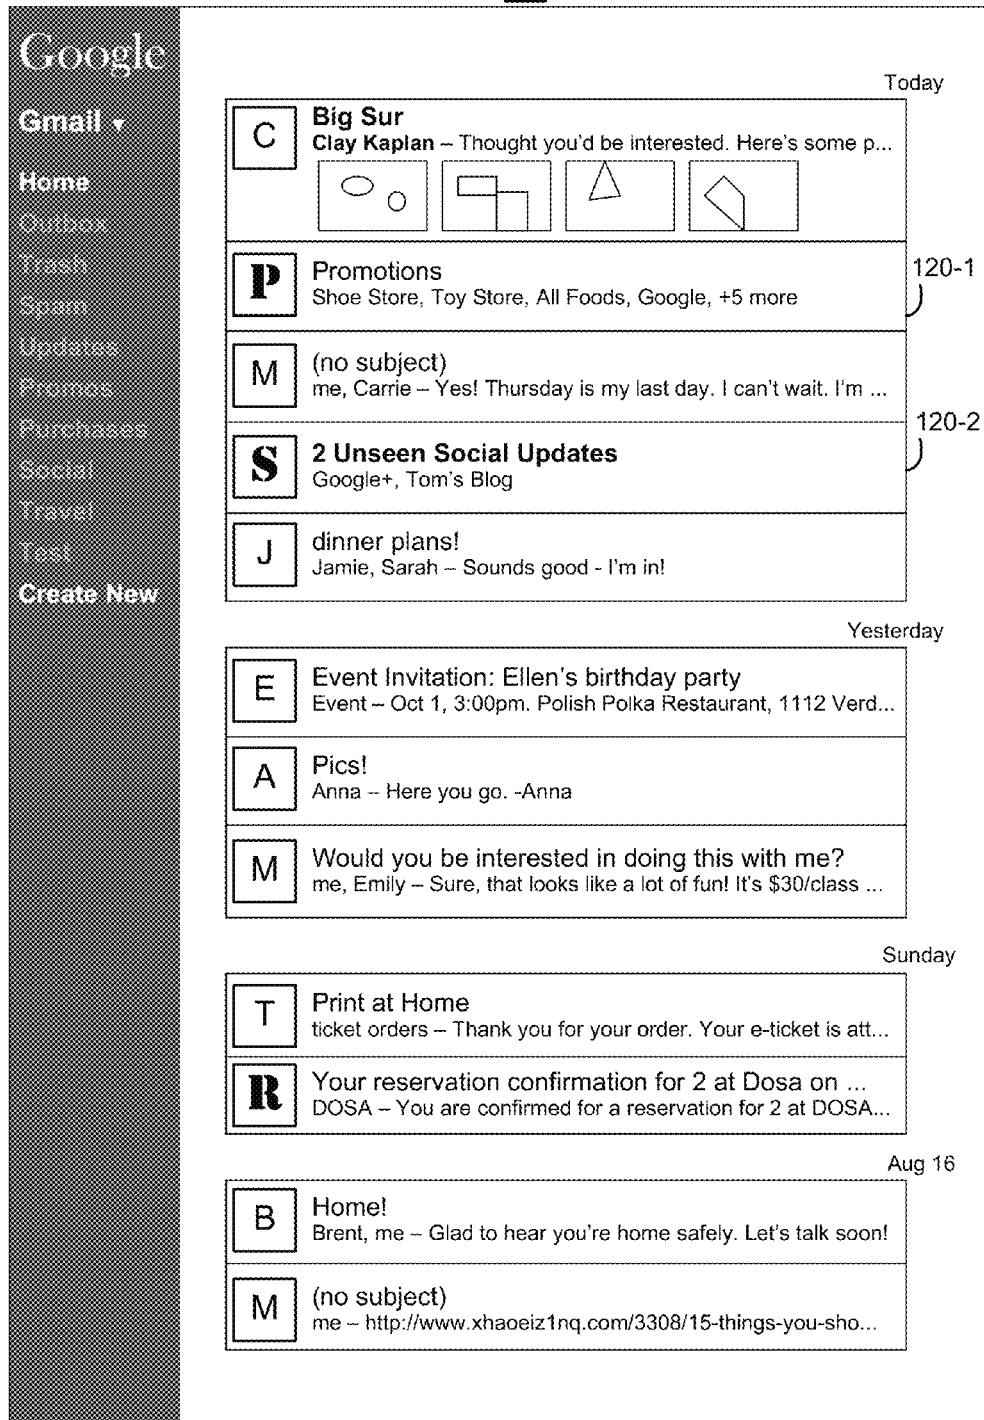 Google
Gmail ▾
Home
Outbox
Trash
Spam
Updates
Promos
Purchases
Social
Travel
Test
Create New
Today
C
Big Sur
Clay Kaplan – Thought you'd be interested. Here's some p...
P
Promotions
Shoe Store, Toy Store, All Foods, Google, +5 more
120-1
M
(no subject)
me, Carrie – Yes! Thursday is my last day. I can't wait. I'm ...
120-2
S
2 Unseen Social Updates
Google+, Tom's Blog
J
dinner plans!
Jamie, Sarah – Sounds good - I'm in!
Yesterday
E
Event Invitation: Ellen's birthday party
Event – Oct 1, 3:00pm. Polish Polka Restaurant, 1112 Verd...
A
Pics!
Anna – Here you go. -Anna
M
Would you be interested in doing this with me?
me, Emily – Sure, that looks like a lot of fun! It's $30/class ...
Sunday
T
Print at Home
ticket orders – Thank you for your order. Your e-ticket is att...
R
Your reservation confirmation for 2 at Dosa on ...
DOSA – You are confirmed for a reservation for 2 at DOSA...
Aug 16
B
Home!
Brent, me – Glad to hear you're home safely. Let's talk soon!
M
(no subject)
me – http://www.xhaoeiz1nq.com/3308/15-things-you-sho...